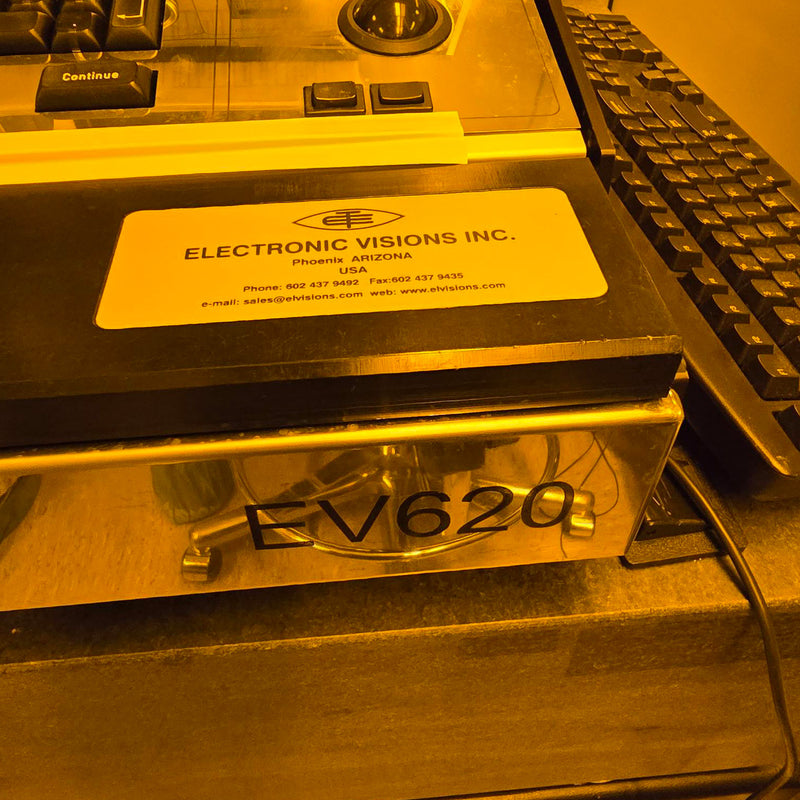 Continue
ELECTRONIC VISIONS INC.
Phoenix ARIZONA
USA
Phone: 602 437 9492 Fax:602 437 9435
e-mail: sales@elvisions.com web: www.elvisions.com
EV620